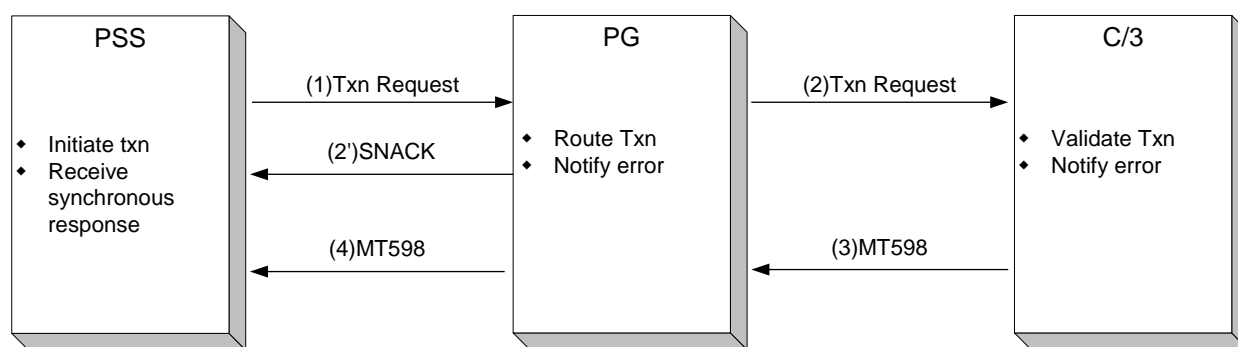 PSS
PG
C/3
(1)Txn Request
(2)Txn Request
◆ Initiate txn
◆ Receive
synchronous
response
(2')SNACK
◆ Route Txn
◆ Notify error
◆ Validate Txn
◆ Notify error
(4)MT598
(3)MT598